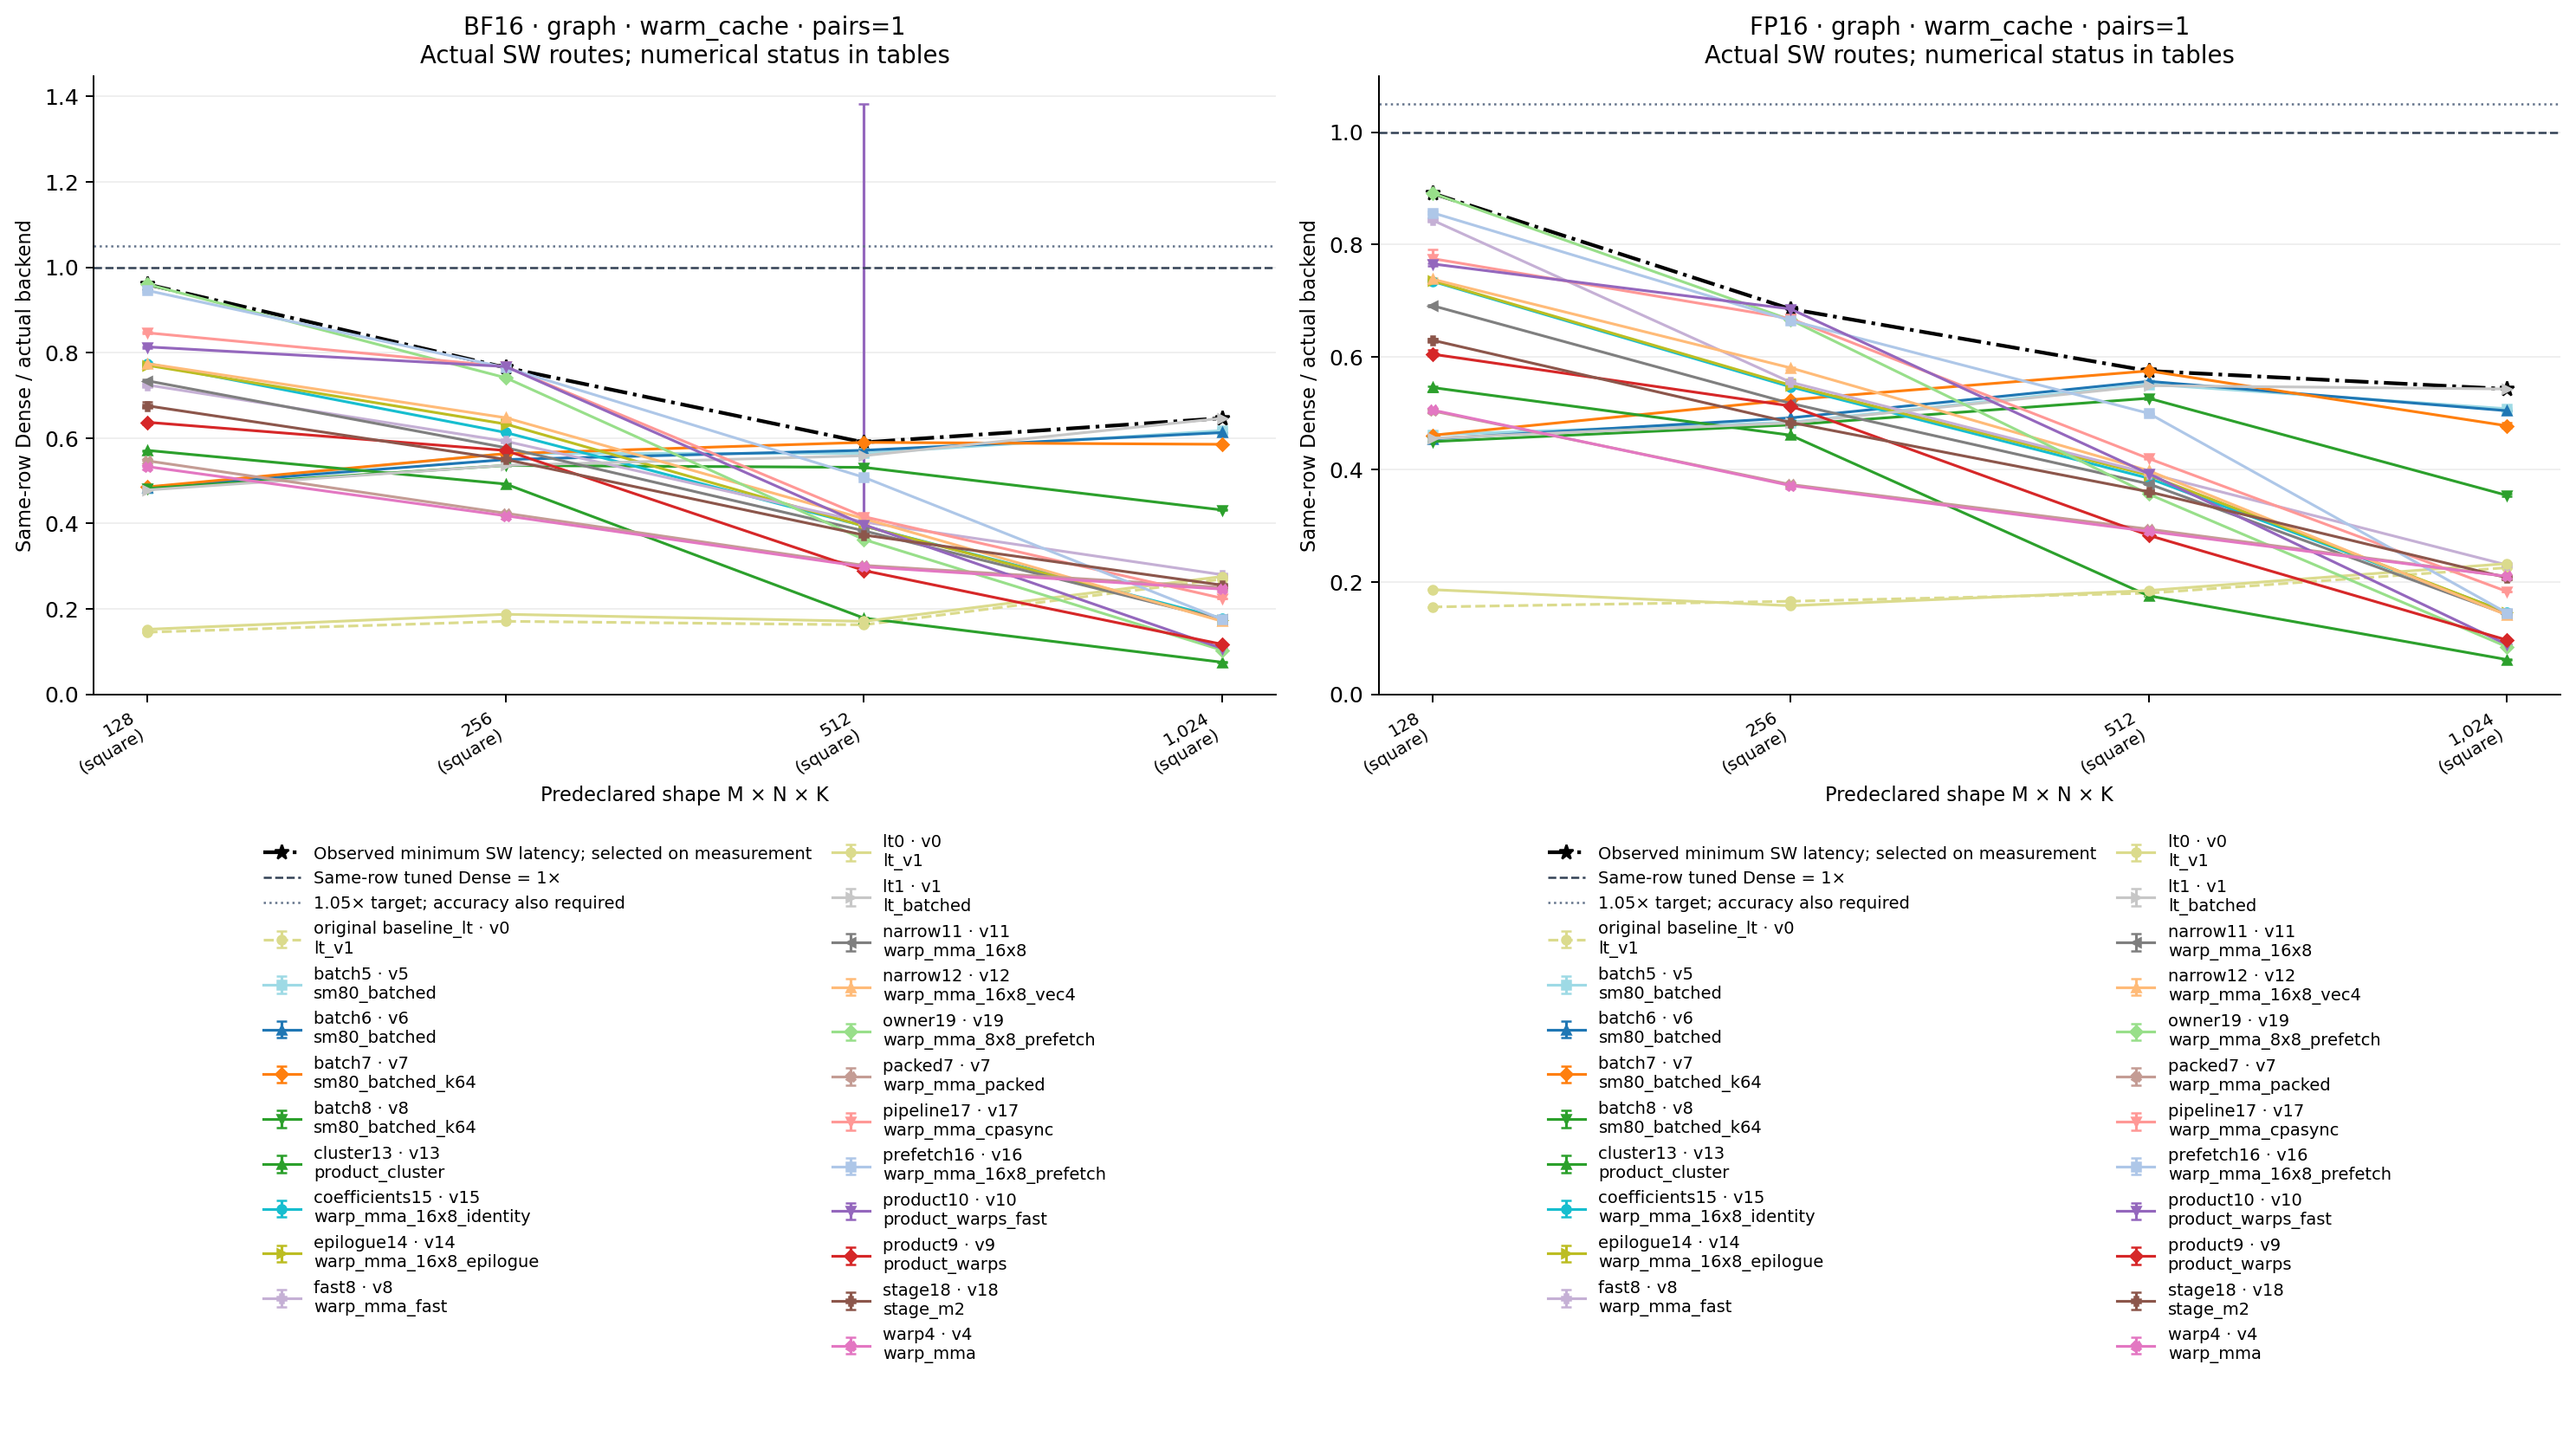 BF16 · graph · warm_cache · pairs=1
Actual SW routes; numerical status in tables
Same-row Dense / actual backend
1.4
1.2
1.0
0.8
0.6
0.4
0.2
0.0
128
(square)
256
(square)
512
(square)
1,024
(square)
Predeclared shape M × N × K
Observed minimum SW latency; selected on measurement
Same-row tuned Dense = 1×
1.05× target; accuracy also required
original baseline_lt · v0
lt_v1
batch5 · v5
sm80_batched
batch6 · v6
sm80_batched
batch7 · v7
sm80_batched_k64
batch8 · v8
sm80_batched_k64
cluster13 · v13
product_cluster
coefficients15 · v15
warp_mma_16x8_identity
epilogue14 · v14
warp_mma_16x8_epilogue
fast8 · v8
warp_mma_fast
lt0 · v0
lt_v1
lt1 · v1
lt_batched
narrow11 · v11
warp_mma_16x8
narrow12 · v12
warp_mma_16x8_vec4
owner19 · v19
warp_mma_8x8_prefetch
packed7 · v7
warp_mma_packed
pipeline17 · v17
warp_mma_cpasync
prefetch16 · v16
warp_mma_16x8_prefetch
product10 · v10
product_warps_fast
product9 · v9
product_warps
stage18 · v18
stage_m2
warp4 · v4
warp_mma
FP16 · graph · warm_cache · pairs=1
Actual SW routes; numerical status in tables
Same-row Dense / actual backend
1.0
0.8
0.6
0.4
0.2
0.0
128
(square)
256
(square)
512
(square)
1,024
(square)
Predeclared shape M × N × K
Observed minimum SW latency; selected on measurement
Same-row tuned Dense = 1×
1.05× target; accuracy also required
original baseline_lt · v0
lt_v1
batch5 · v5
sm80_batched
batch6 · v6
sm80_batched
batch7 · v7
sm80_batched_k64
batch8 · v8
sm80_batched_k64
cluster13 · v13
product_cluster
coefficients15 · v15
warp_mma_16x8_identity
epilogue14 · v14
warp_mma_16x8_epilogue
fast8 · v8
warp_mma_fast
lt0 · v0
lt_v1
lt1 · v1
lt_batched
narrow11 · v11
warp_mma_16x8
narrow12 · v12
warp_mma_16x8_vec4
owner19 · v19
warp_mma_8x8_prefetch
packed7 · v7
warp_mma_packed
pipeline17 · v17
warp_mma_cpasync
prefetch16 · v16
warp_mma_16x8_prefetch
product10 · v10
product_warps_fast
product9 · v9
product_warps
stage18 · v18
stage_m2
warp4 · v4
warp_mma